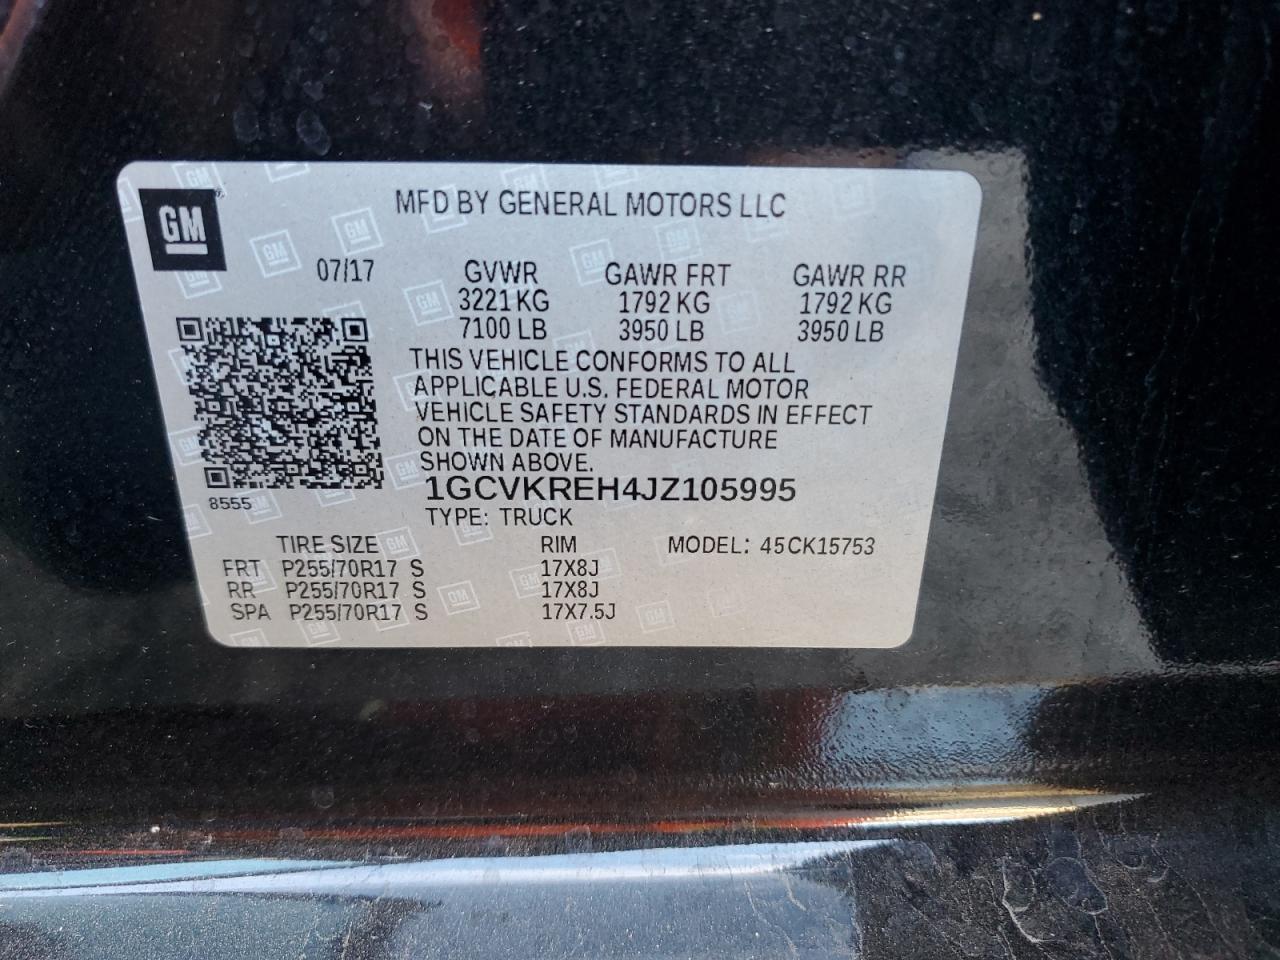 GM
MFD BY GENERAL MOTORS LLC
07/17 GVWR GAWR FRT GAWR RR
3221 KG 1792 KG 1792 KG
7100 LB 3950 LB 3950 LB
THIS VEHICLE CONFORMS TO ALL
APPLICABLE U.S. FEDERAL MOTOR
VEHICLE SAFETY STANDARDS IN EFFECT
ON THE DATE OF MANUFACTURE
SHOWN ABOVE.
8555
1GCVKREH4JZ105995
TYPE: TRUCK
TIRE SIZE RIM MODEL: 45CK15753
FRT P255/70R17 S 17X8J
RR P255/70R17 S 17X8J
SPA P255/70R17 S 17X7.5J